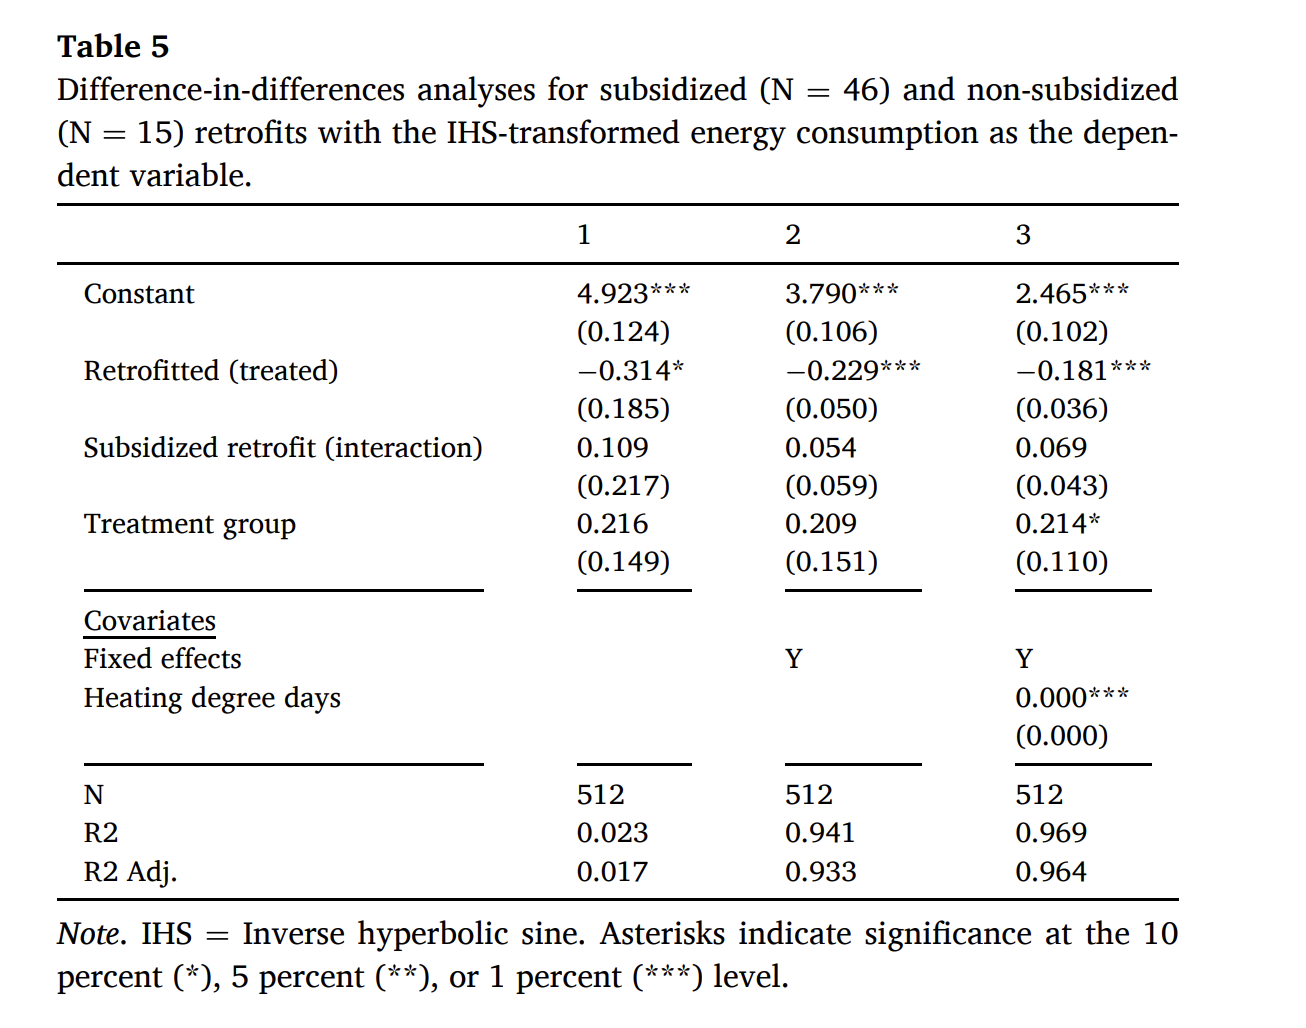 Table 5
Difference-in-differences analyses for subsidized (N = 46) and non-subsidized
(N = 15) retrofits with the IHS-transformed energy consumption as the depen-
dent variable.
1 2 3
Constant 4.923*** 3.790*** 2.465***
(0.124) (0.106) (0.102)
Retrofitted (treated) −0.314* −0.229*** −0.181***
(0.185) (0.050) (0.036)
Subsidized retrofit (interaction) 0.109 0.054 0.069
(0.217) (0.059) (0.043)
Treatment group 0.216 0.209 0.214*
(0.149) (0.151) (0.110)
Covariates
Fixed effects Y Y
Heating degree days 0.000***
(0.000)
N 512 512 512
R2 0.023 0.941 0.969
R2 Adj. 0.017 0.933 0.964
Note. IHS = Inverse hyperbolic sine. Asterisks indicate significance at the 10
percent (*), 5 percent (**), or 1 percent (***) level.